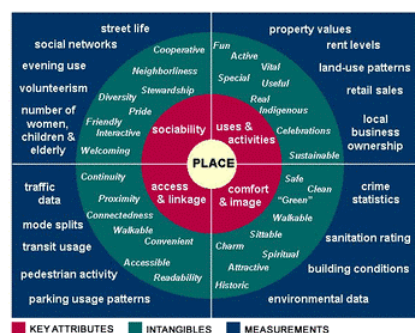 street life
social networks
evening use
volunteerism
number of
women,
children &
elderly
Cooperative
Neighborliness
Stewardship
Diversity
Pride
Friendly
Interactive
Welcoming
sociability
property values
rent levels
land-use patterns
retail sales
local
business
ownership
Fun
Active
Vital
Special
Useful
Real
Indigenous
Celebrations
Sustainable
uses &
activities
PLACE
traffic
data
mode splits
transit usage
pedestrian activity
parking usage patterns
Continuity
Proximity
Connectedness
Walkable
Convenient
Accessible
Readability
access
& linkage
comfort
& image
Safe
Clean
"Green"
Walkable
Sittable
Charm
Spiritual
Attractive
Historic
crime
statistics
sanitation rating
building conditions
environmental data
KEY ATTRIBUTES
INTANGIBLES
MEASUREMENTS